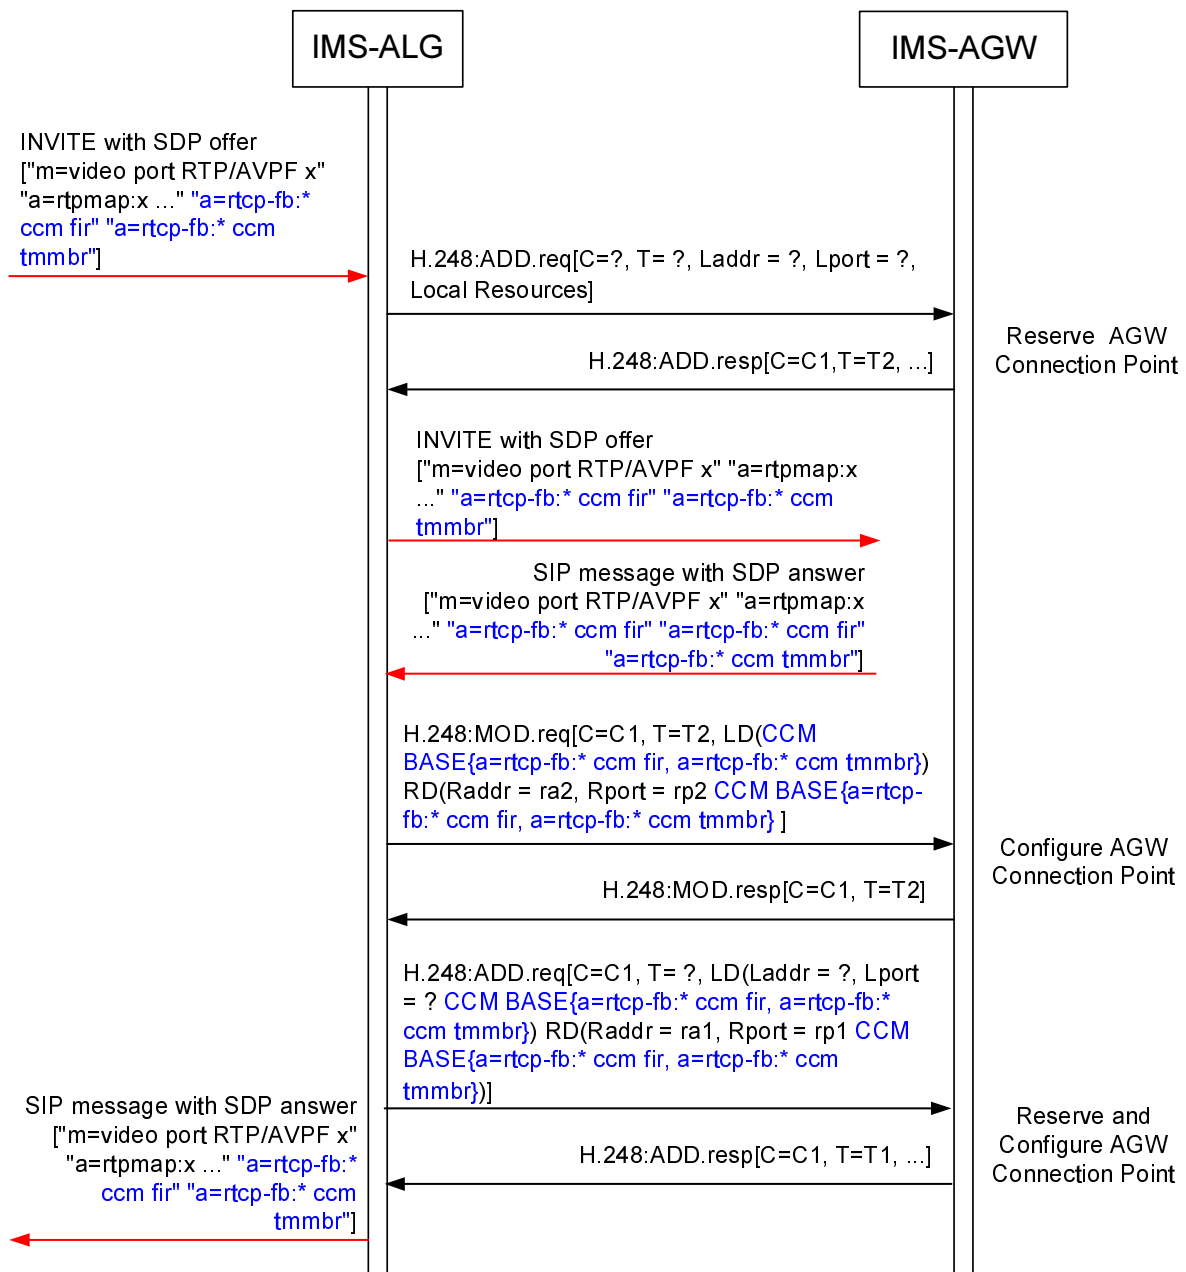 IMS-ALG
IMS-AGW
INVITE with SDP offer
["m=video port RTP/AVPF x"
"a=rtpmap:x ..." "a=rtcp-fb:*
ccm fir" "a=rtcp-fb:* ccm
tmmbr"]
H.248:ADD.req[C=?, T= ?, Laddr = ?, Lport = ?,
Local Resources]
Reserve AGW
Connection Point
H.248:ADD.resp[C=C1,T=T2, ...]
INVITE with SDP offer
["m=video port RTP/AVPF x" "a=rtpmap:x
..." "a=rtcp-fb:* ccm fir" "a=rtcp-fb:* ccm
tmmbr"]
SIP message with SDP answer
["m=video port RTP/AVPF x" "a=rtpmap:x
..." "a=rtcp-fb:* ccm fir" "a=rtcp-fb:* ccm fir"
"a=rtcp-fb:* ccm tmmbr"]
H.248:MOD.req[C=C1, T=T2, LD(CCM
BASE{a=rtcp-fb:* ccm fir, a=rtcp-fb:* ccm tmmbr})
RD(Raddr = ra2, Rport = rp2 CCM BASE{a=rtcp-
fb:* ccm fir, a=rtcp-fb:* ccm tmmbr} ]
Configure AGW
Connection Point
H.248:MOD.resp[C=C1, T=T2]
H.248:ADD.req[C=C1, T= ?, LD(Laddr = ?, Lport
= ? CCM BASE{a=rtcp-fb:* ccm fir, a=rtcp-fb:*
ccm tmmbr}) RD(Raddr = ra1, Rport = rp1 CCM
BASE{a=rtcp-fb:* ccm fir, a=rtcp-fb:* ccm
tmmbr})]
SIP message with SDP answer
["m=video port RTP/AVPF x"
"a=rtpmap:x ..." "a=rtcp-fb:*
ccm fir" "a=rtcp-fb:* ccm
tmmbr"]
Reserve and
Configure AGW
Connection Point
H.248:ADD.resp[C=C1, T=T1, ...]